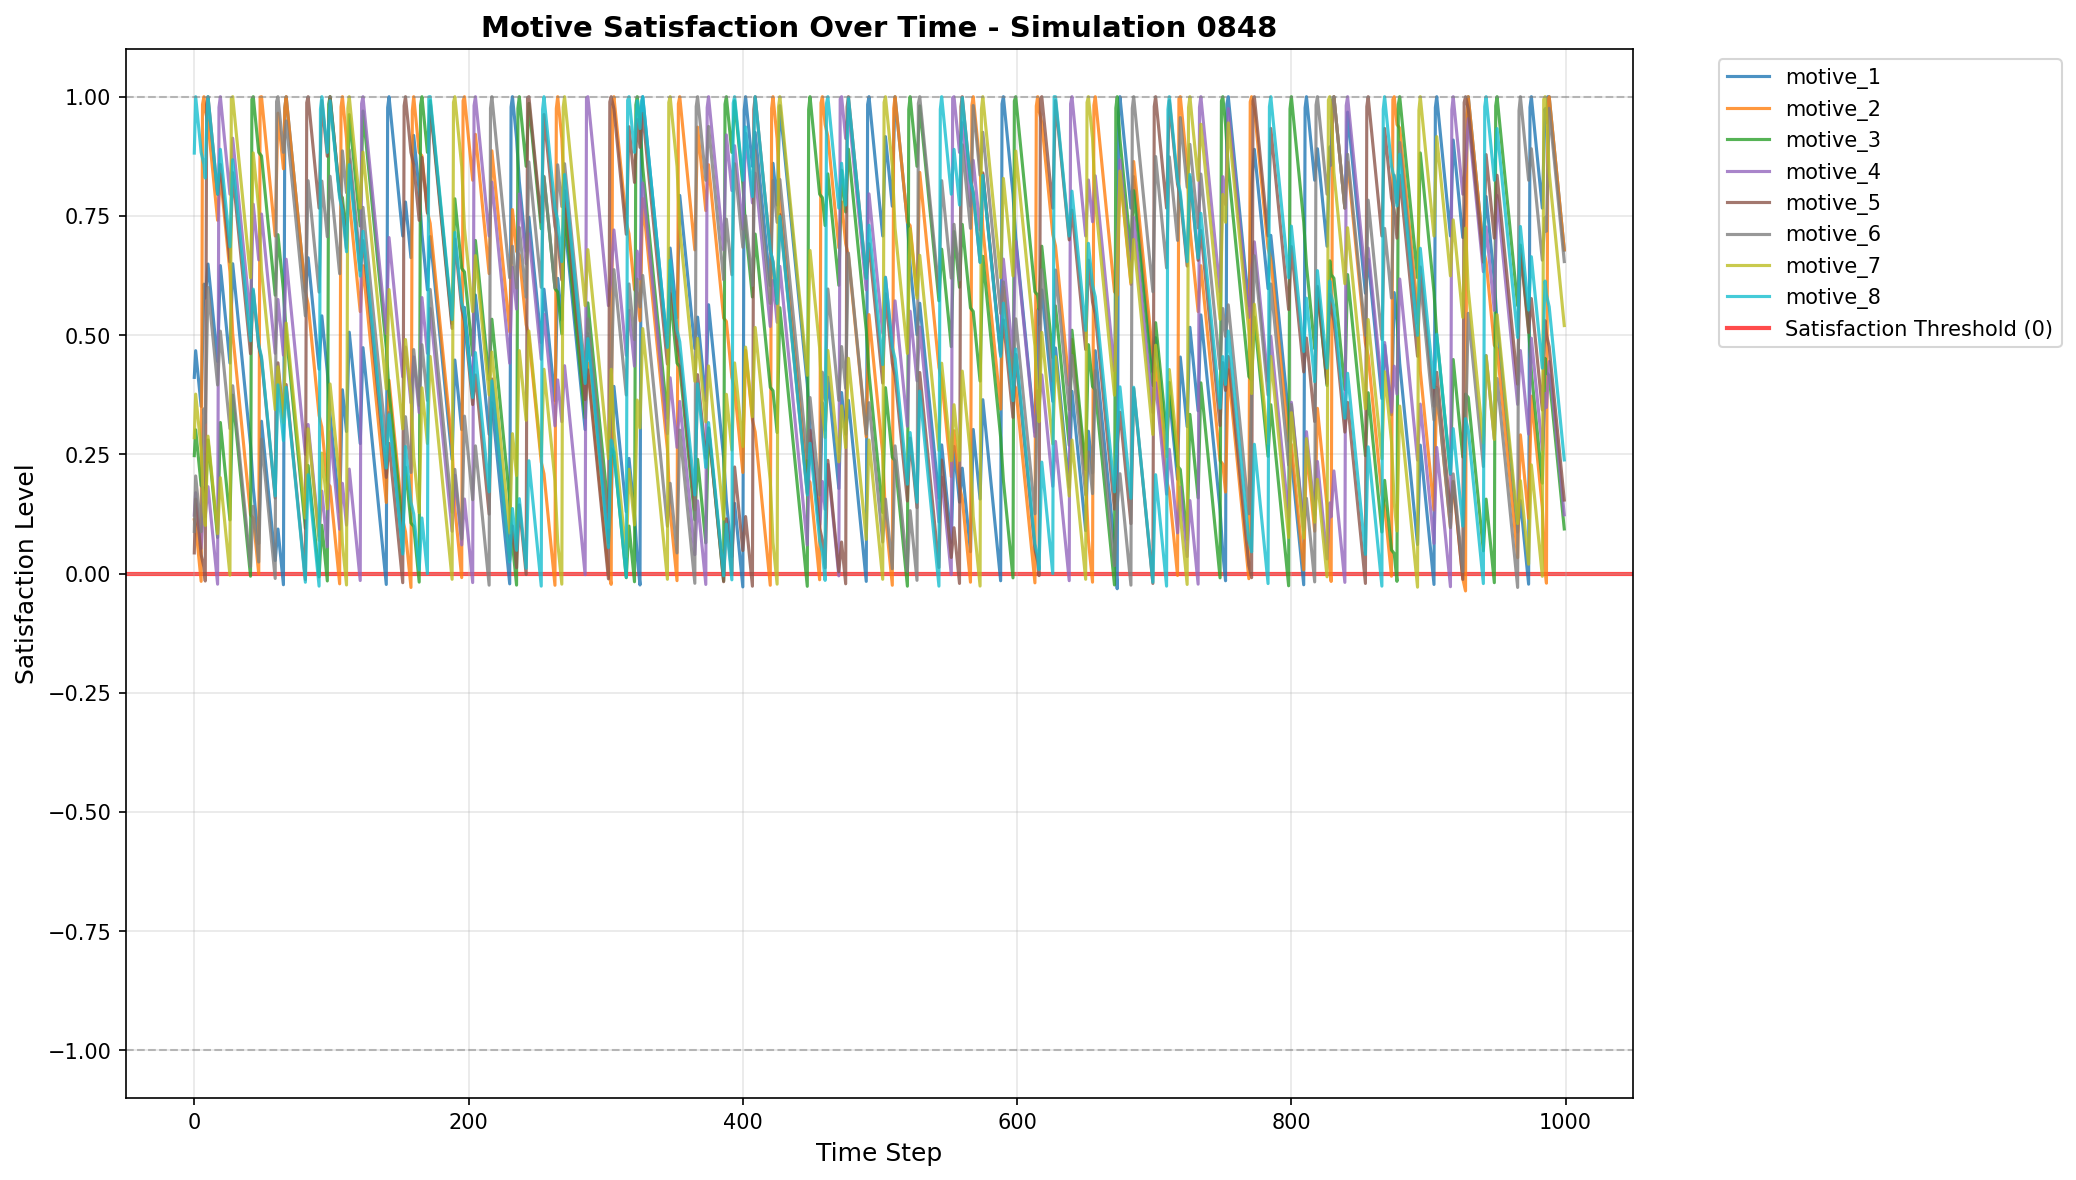 Motive Satisfaction Over Time - Simulation 0848
1.00
0.75
0.50
0.25
0.00
−0.25
−0.50
−0.75
−1.00
Satisfaction Level
0
200
400
600
800
1000
Time Step
motive_1
motive_2
motive_3
motive_4
motive_5
motive_6
motive_7
motive_8
Satisfaction Threshold (0)